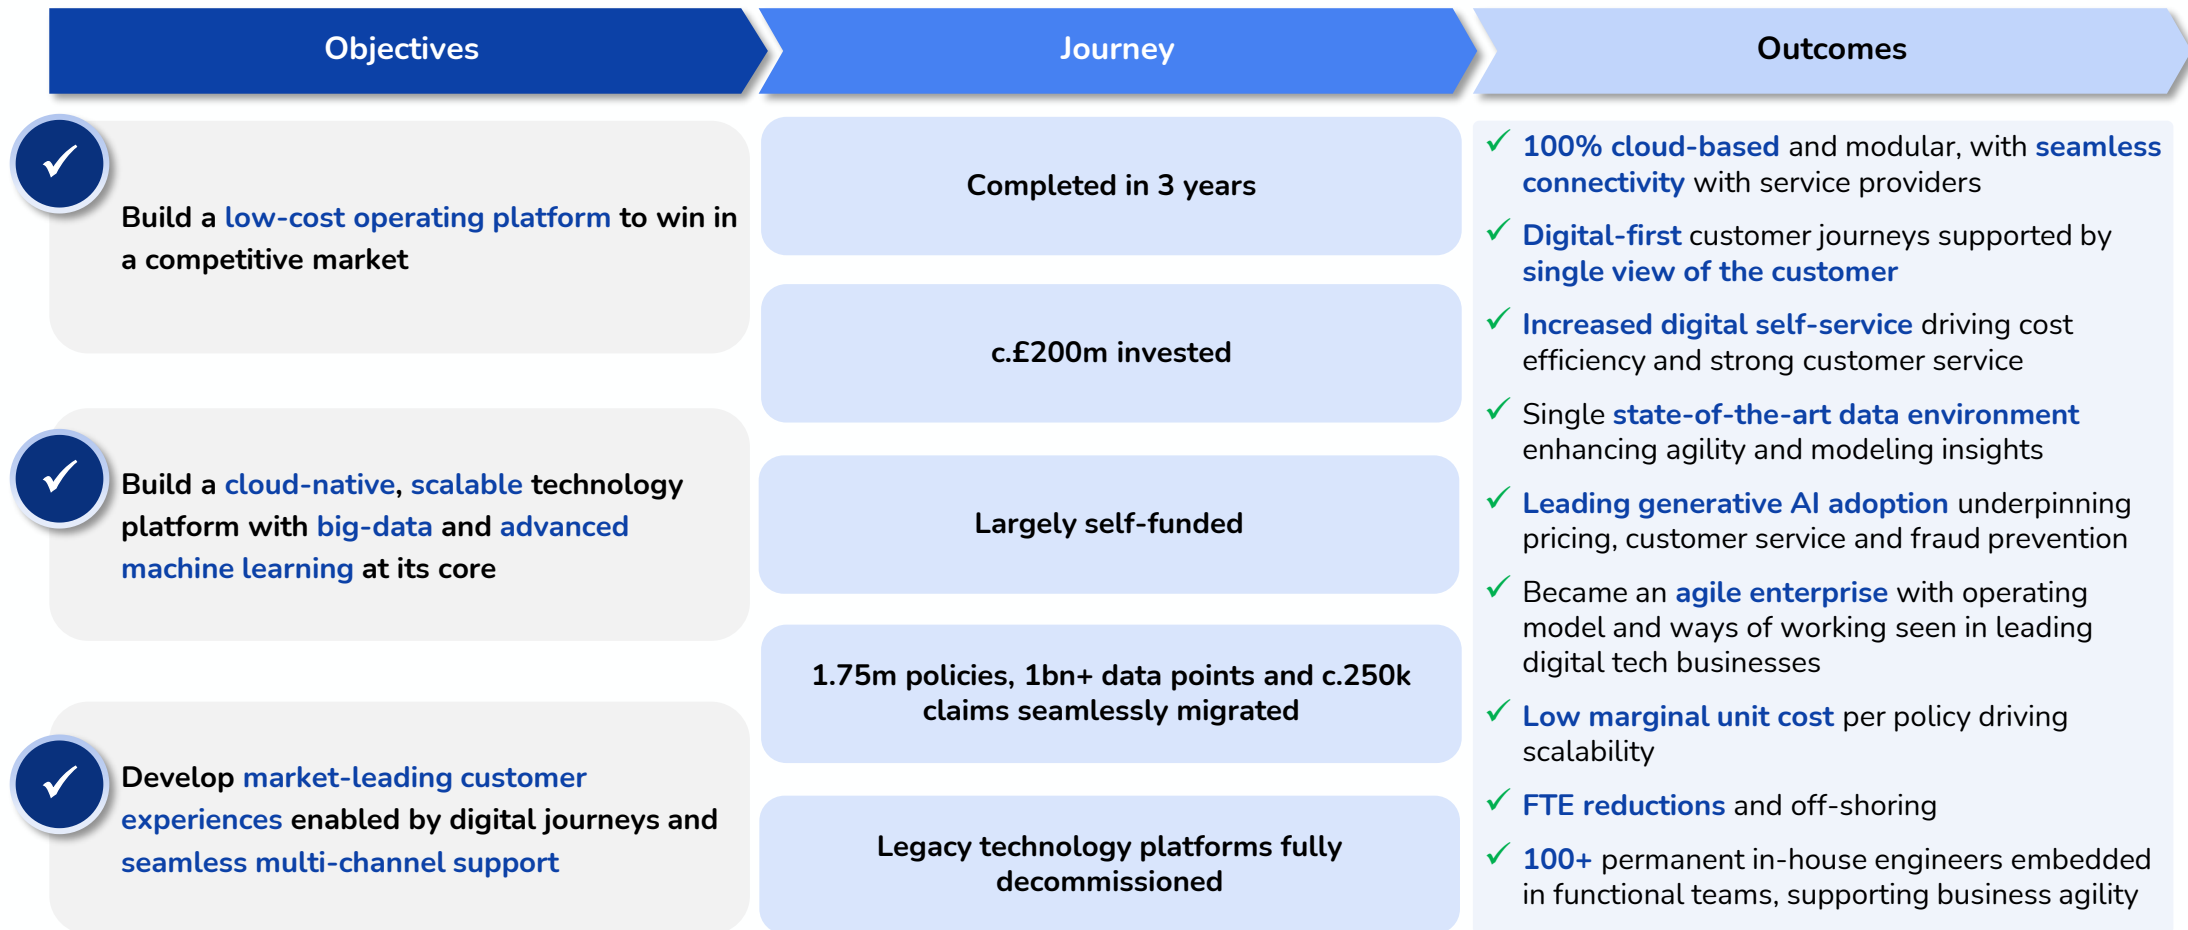 Objectives
Journey
Outcomes
Build a low-cost operating platform to win in
a competitive market
Build a cloud-native, scalable technology
platform with big-data and advanced
machine learning at its core
Develop market-leading customer
experiences enabled by digital journeys and
seamless multi-channel support
Completed in 3 years
c.£200m invested
Largely self-funded
1.75m policies, 1bn+ data points and c.250k
claims seamlessly migrated
Legacy technology platforms fully
decommissioned
100% cloud-based and modular, with seamless
connectivity with service providers
Digital-first customer journeys supported by
single view of the customer
Increased digital self-service driving cost
efficiency and strong customer service
Single state-of-the-art data environment
enhancing agility and modeling insights
Leading generative AI adoption underpinning
pricing, customer service and fraud prevention
Became an agile enterprise with operating
model and ways of working seen in leading
digital tech businesses
Low marginal unit cost per policy driving
scalability
FTE reductions and off-shoring
100+ permanent in-house engineers embedded
in functional teams, supporting business agility